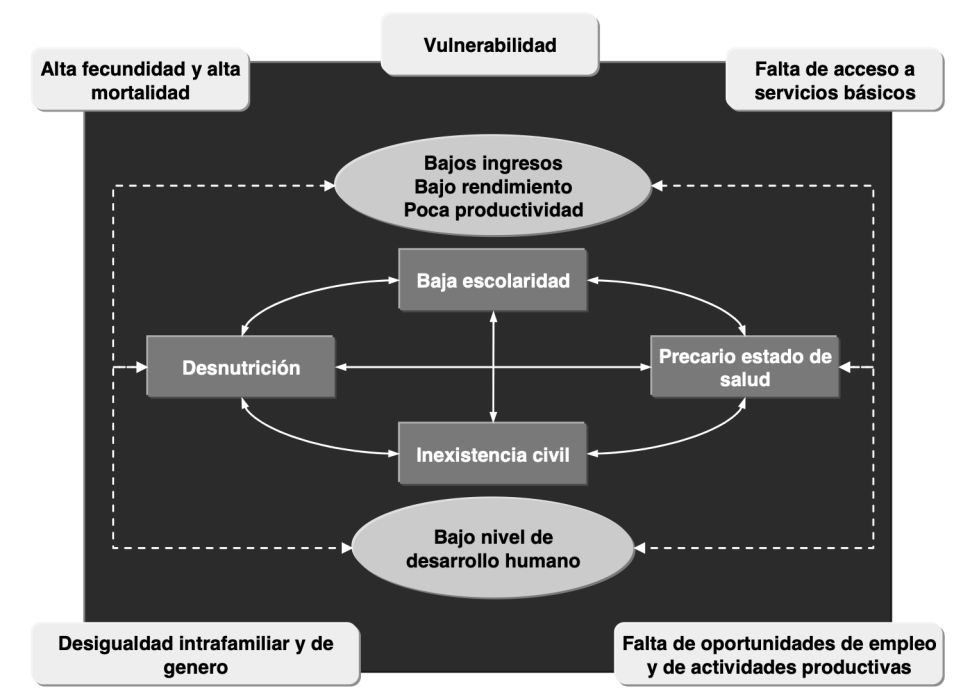 Vulnerabilidad
Alta fecundidad y alta
mortalidad
Falta de acceso a
servicios básicos
Bajos ingresos
Bajo rendimiento
Poca productividad
Baja escolaridad
Desnutrición
Precario estado de
salud
Inexistencia civil
Bajo nivel de
desarrollo humano
Desigualdad intrafamiliar y de
genero
Falta de oportunidades de empleo
y de actividades productivas